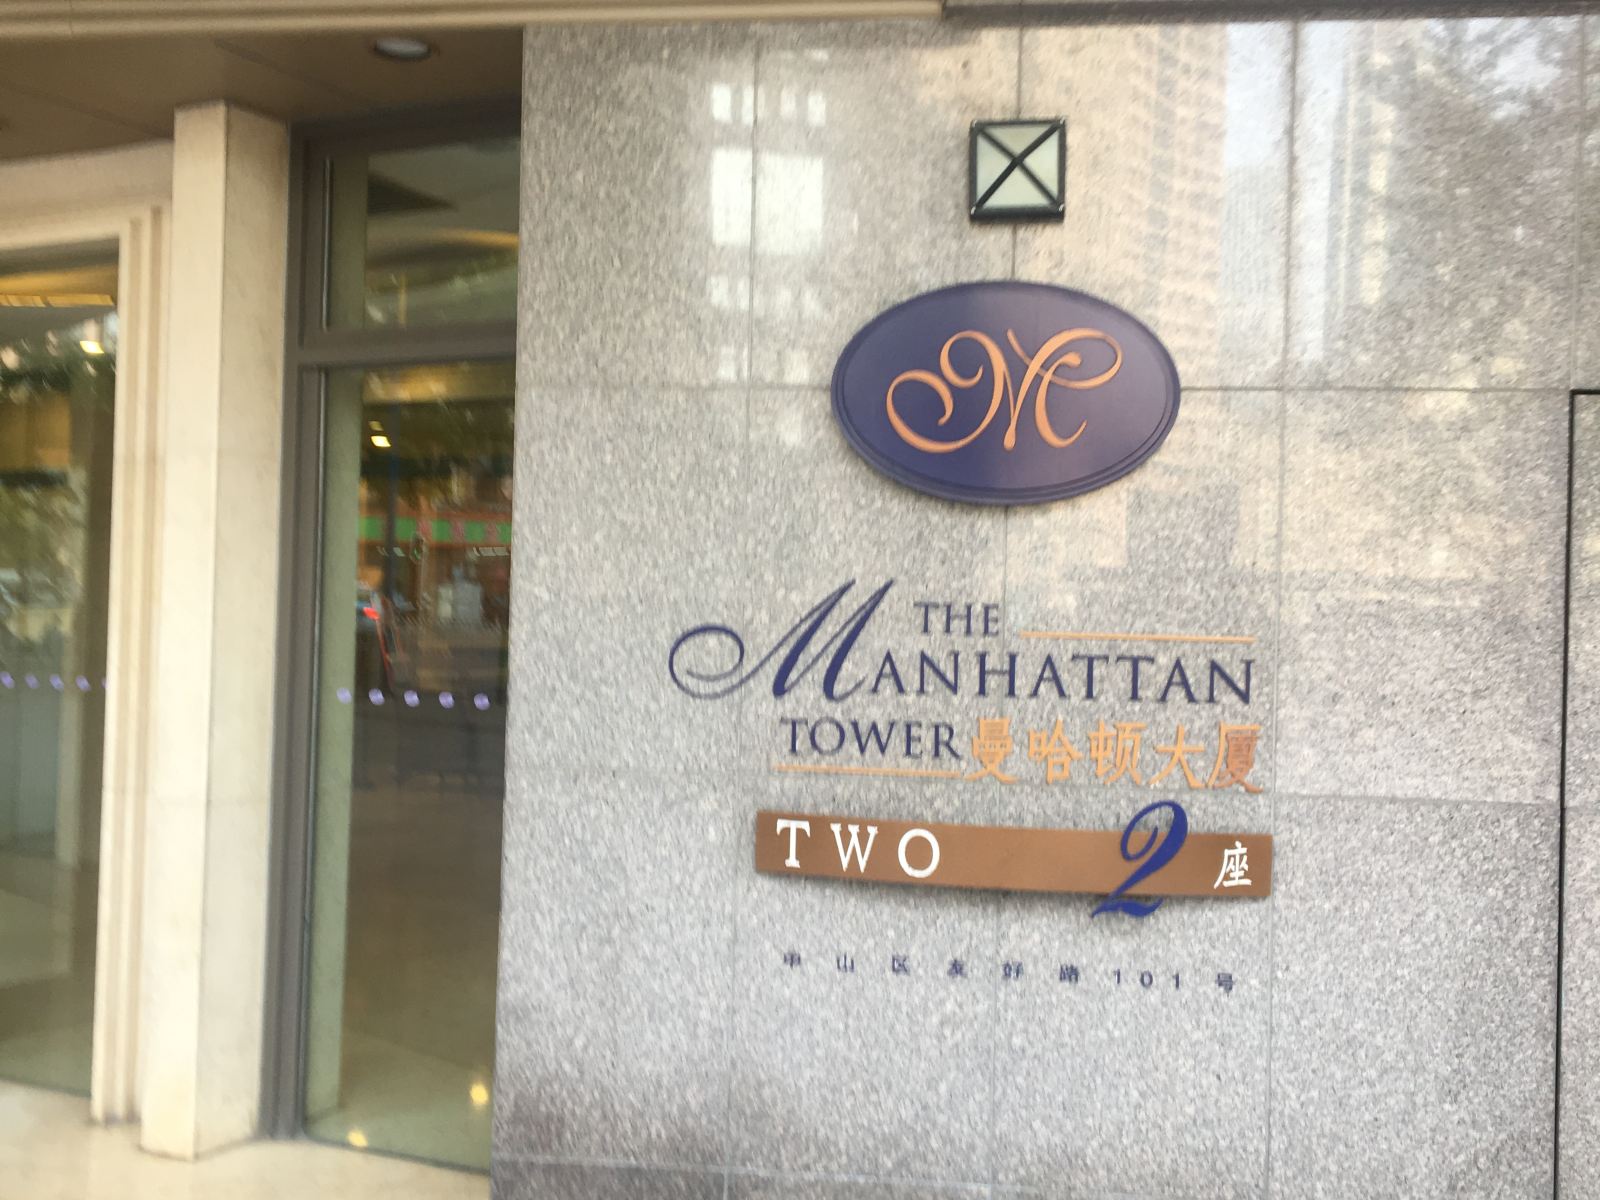 M
THE
MANHATTAN
TOWER 曼哈顿大厦
TWO 2 座
中山区友好路101号